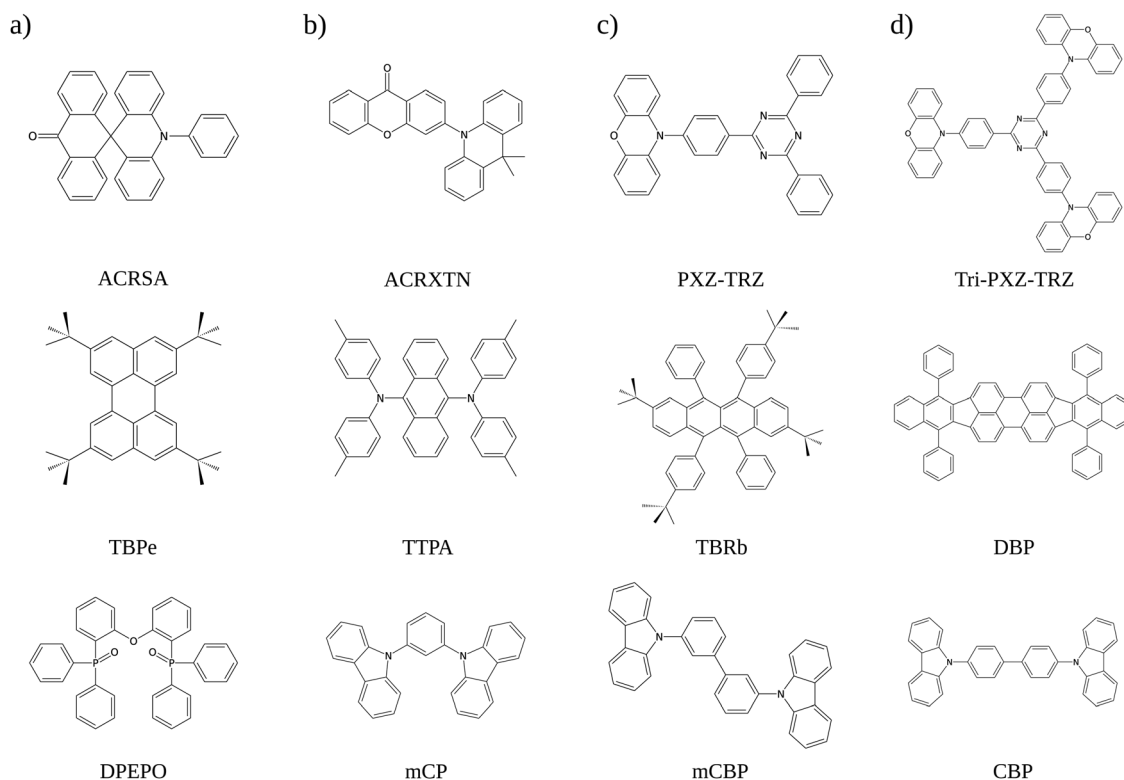 a) b) c) d)
O N
ACRSA
O O N
ACRXTN
O N N N N
PXZ-TRZ
O N O N N N N N O
Tri-PXZ-TRZ
TBPe
N N
TTPA
TBRb
DBP
O P O O P
DPEPO
N N
mCP
N N
mCBP
N N
CBP